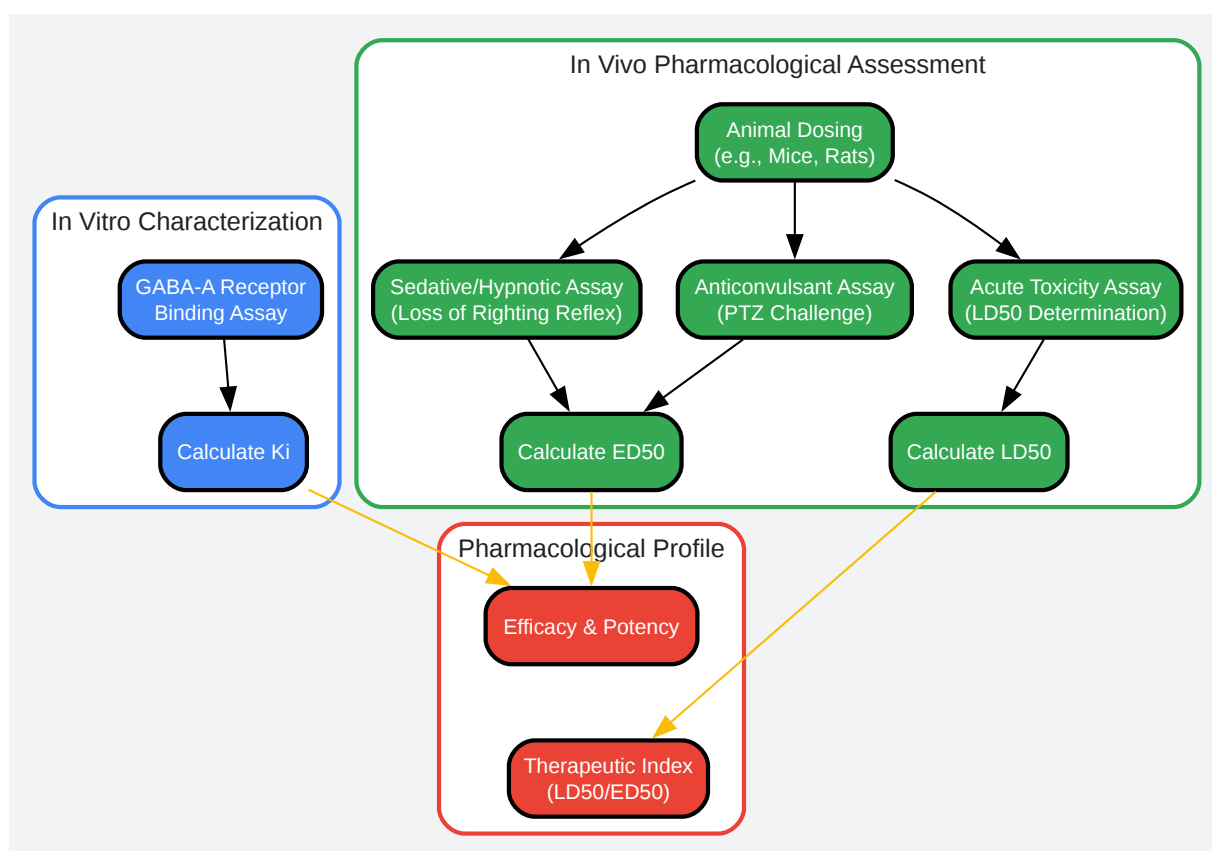 In Vivo Pharmacological Assessment
Animal Dosing
(e.g., Mice, Rats)
In Vitro Characterization
GABA-A Receptor
Binding Assay
Sedative/Hypnotic Assay
(Loss of Righting Reflex)
Anticonvulsant Assay
(PTZ Challenge)
Acute Toxicity Assay
(LD50 Determination)
Calculate Ki
Calculate ED50
Calculate LD50
Pharmacological Profile
Efficacy & Potency
Therapeutic Index
(LD50/ED50)